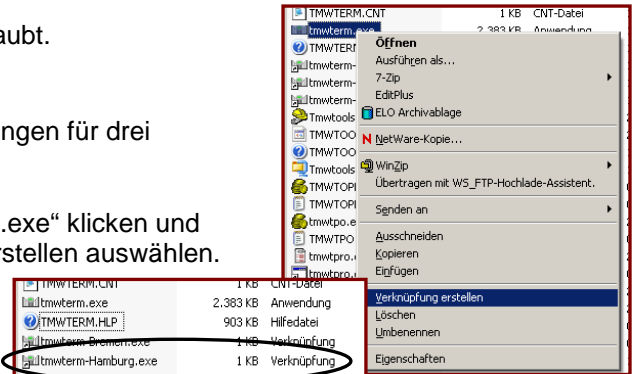 aubt.
ungen für drei
.exe“ klicken und
rstellen auswählen.
TMWTERM.CNT 1 KB CNT-Datei
tmwterm.exe 2.383 KB Anwendung
TMWTERM
tmwterm-
tmwterm-
tmwterm-
Tmwtools
TMWTOO
TMWTOO
Tmwtools
TMWTOPI
TMWTOPI
tmwtpo.e
TMWTPO
tmwtpro.
tmwtpro.
Öffnen
Ausführen als...
7-Zip
EditPlus
ELO Archivablage
NetWare-Kopie...
WinZip
Übertragen mit WS_FTP-Hochlade-Assistent.
Senden an
Ausschneiden
Kopieren
Einfügen
Verknüpfung erstellen
Löschen
Umbenennen
Eigenschaften
TMWTERM.CNT 1 KB CNT-Datei
tmwterm.exe 2.383 KB Anwendung
TMWTERM.HLP 903 KB Hilfedatei
tmwterm-Bremen.exe 1 KB Verknüpfung
tmwterm-Hamburg.exe 1 KB Verknüpfung